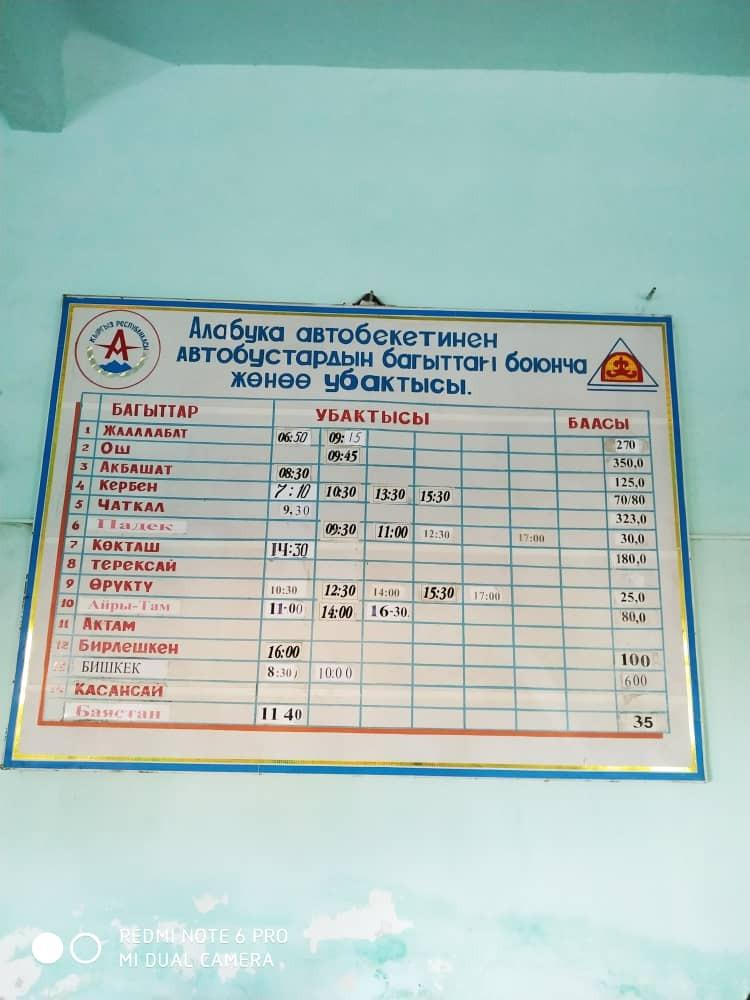 КЫРГЫЗ РЕСПУБЛИКАСЫ
А
Алабука автобекетинен
автобустардын багыттагы боюнча
жөнөө убактысы.
БАГЫТТАР УБАКТЫСЫ БААСЫ
1 ЖАЛАЛАБАТ 06:50 09:15 270
2 Ош 09:45 350,0
3 АКБАШАТ 08:30 125,0
4 Кербен 7:10 10:30 13:30 15:30 70/80
5 ЧАТКАЛ 9,30 323,0
6 Падек 09:30 11:00 12:30 17:00 30,0
7 КӨКТАШ 14:30 180,0
8 ТЕРЕКСАЙ
9 ӨРҮКТҮ 10:30 12:30 14:00 15:30 17:00 25,0
10 Айры-Там 11-00 14:00 16-30. 80,0
11 АКТАМ
12 Бирлешкен 16:00 100
БИШКЕК 8:30/ 10:00 600
КАСАНСАЙ
Баястан 11 40 35
REDMI NOTE 6 PRO
MI DUAL CAMERA